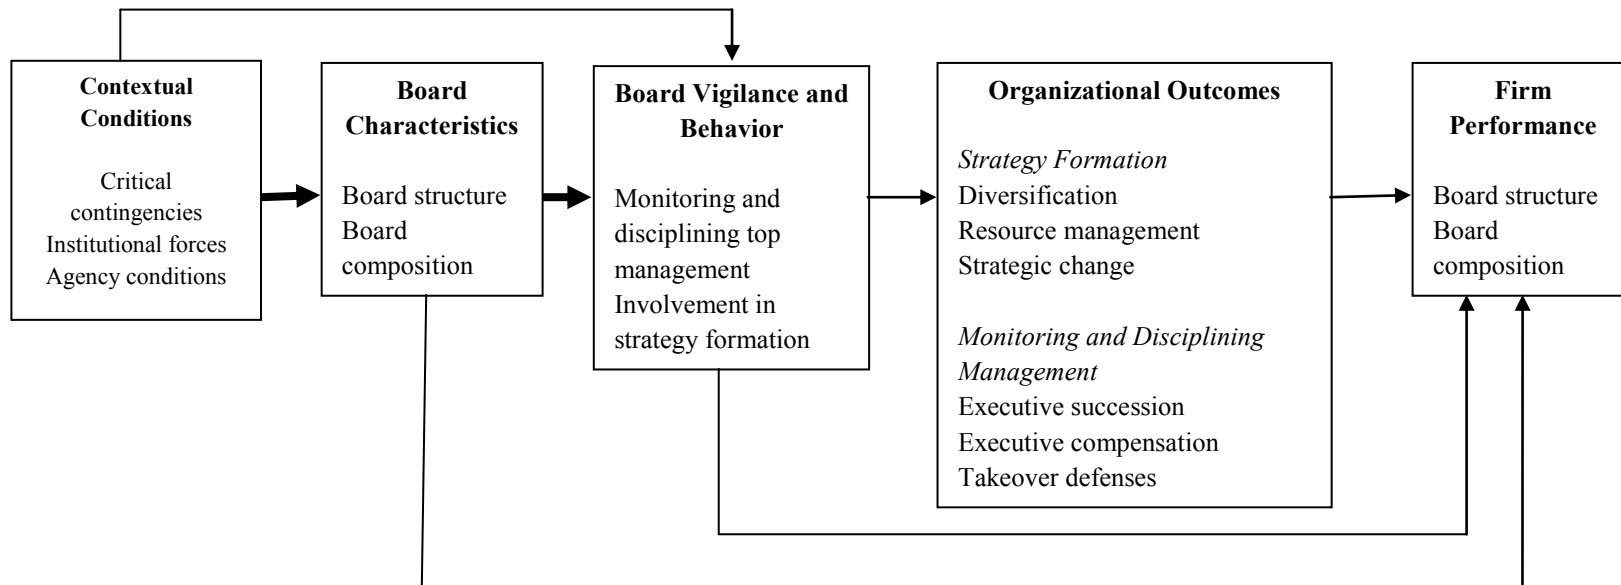 Contextual
Conditions
Critical
contingencies
Institutional forces
Agency conditions
Board
Characteristics
Board structure
Board
composition
Board Vigilance and
Behavior
Monitoring and
disciplining top
management
Involvement in
strategy formation
Organizational Outcomes
Strategy Formation
Diversification
Resource management
Strategic change
Monitoring and Disciplining
Management
Executive succession
Executive compensation
Takeover defenses
Firm
Performance
Board structure
Board
composition